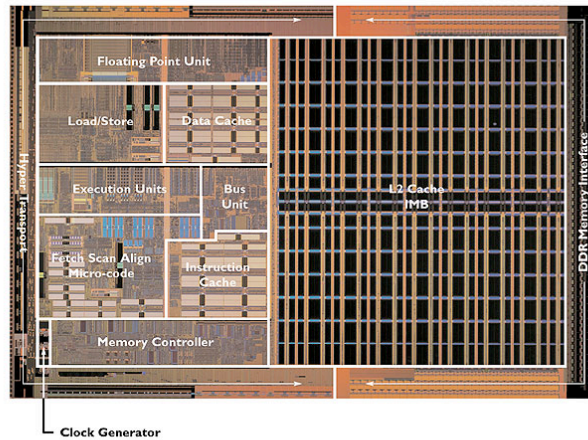 Floating Point Unit
Load/Store
Data Cache
Execution Units
Bus
Unit
L2 Cache
1MB
Hyper Transport
DDR Memory Interface
Fetch Scan Align
Micro-code
Instruction
Cache
Memory Controller
Clock Generator